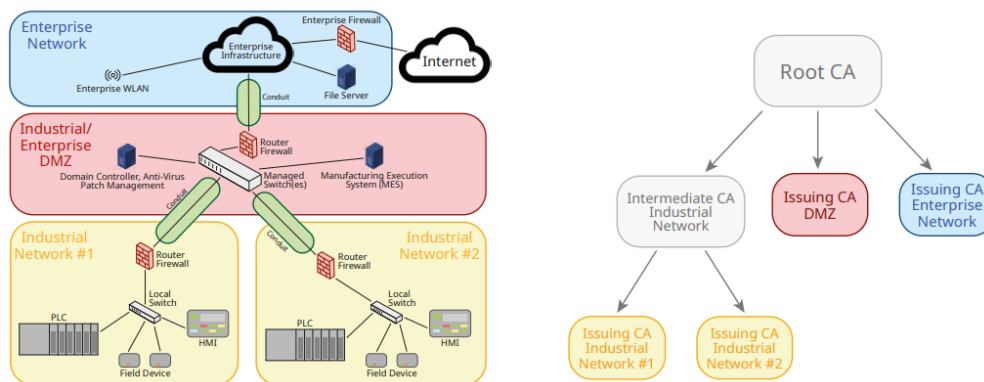 Enterprise
Network
Enterprise Firewall
Enterprise
Infrastructure
Internet
Enterprise WLAN
File Server
Conduit
Industrial/
Enterprise
DMZ
Router
Firewall
Domain Controller, Anti-Virus
Patch Management
Managed
Switch(es)
Manufacturing Execution
System (MES)
Conduit
Conduit
Industrial
Network #1
Router
Firewall
Local
Switch
PLC
HMI
Field Device
Industrial
Network #2
Router
Firewall
Local
Switch
PLC
HMI
Field Device
Root CA
Intermediate CA
Industrial
Network
Issuing CA
DMZ
Issuing CA
Enterprise
Network
Issuing CA
Industrial
Network #1
Issuing CA
Industrial
Network #2